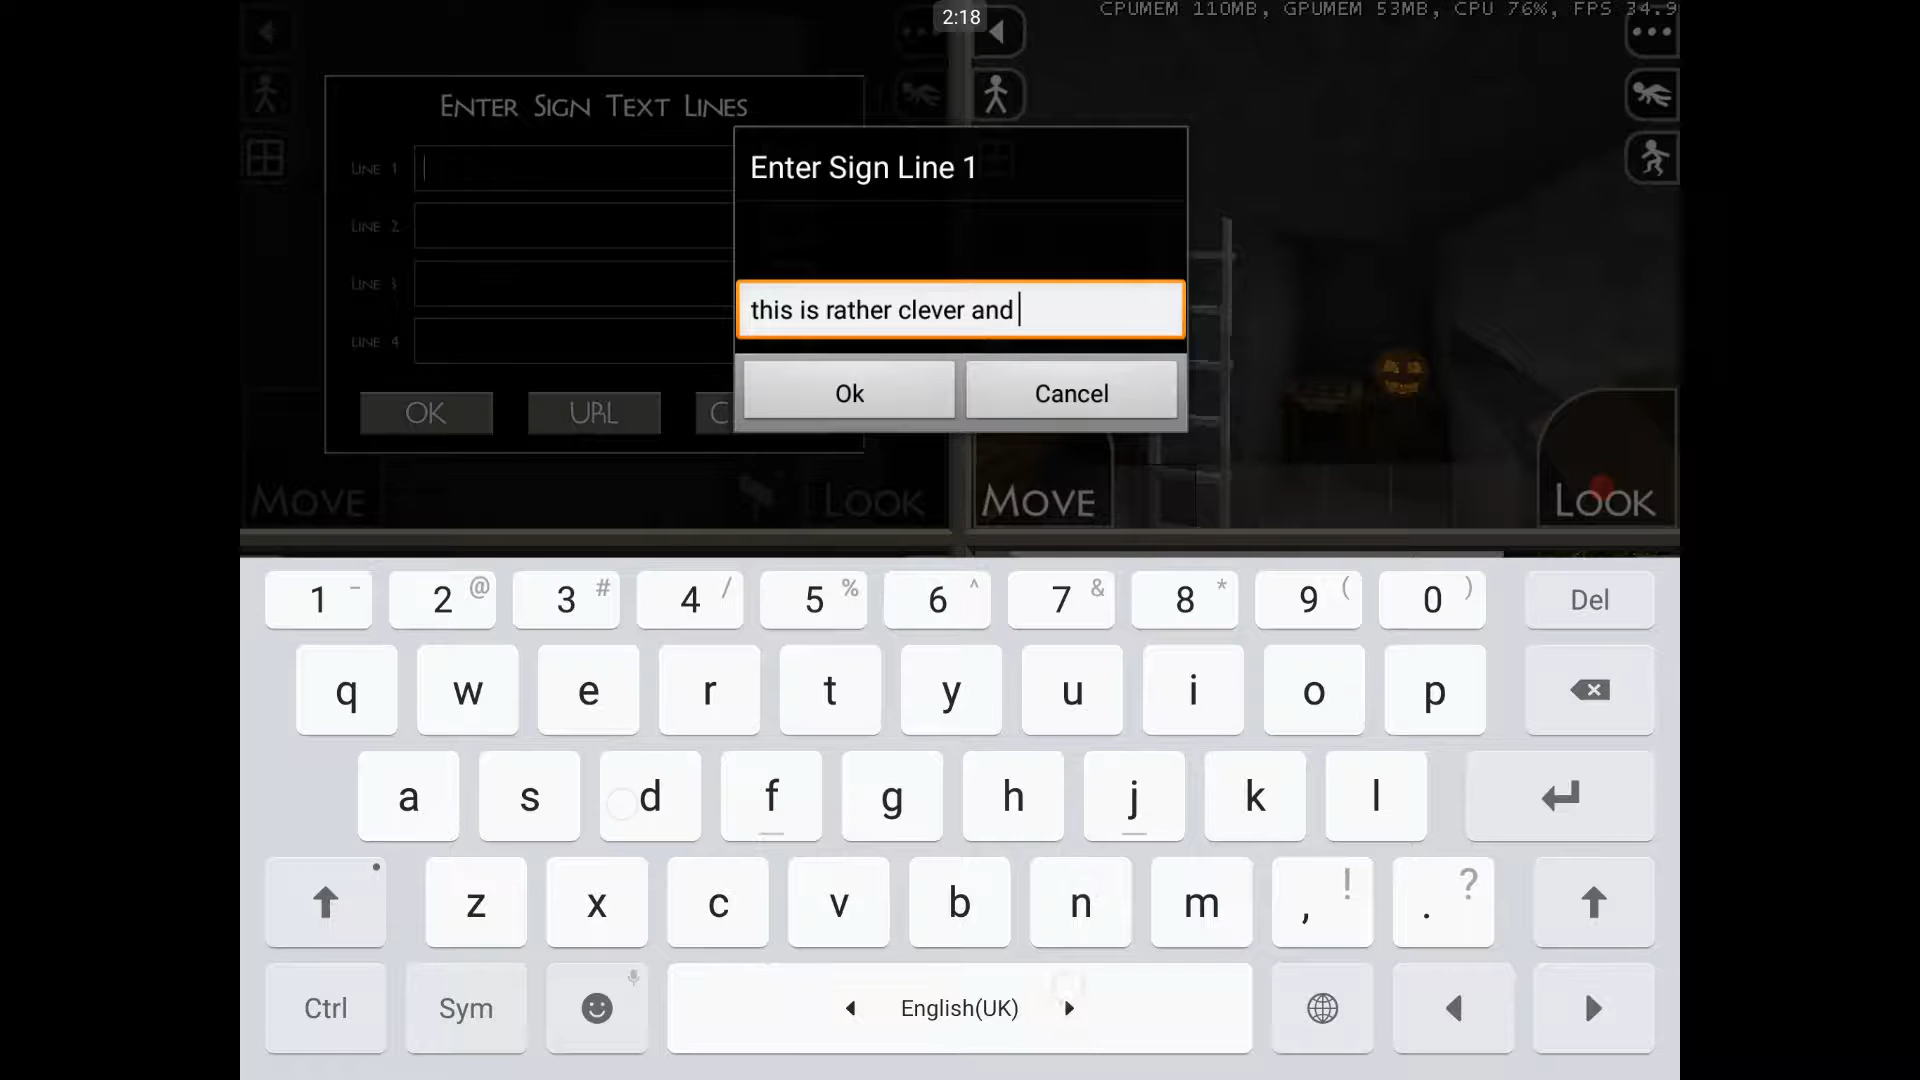 2:18
CPUMEM 110MB, GPUMEM 53MB, CPU 76%, FPS 34.9
ENTER SIGN TEXT LINES
LINE 1
LINE 2
LINE 3
LINE 4
OK URL C
Enter Sign Line 1
this is rather clever and
Ok Cancel
MOVE LOOK MOVE LOOK
1 - 2 @ 3 # 4 / 5 % 6 ^ 7 & 8 * 9 ( 0 ) Del
q w e r t y u i o p
a s d f g h j k l
z x c v b n m , ! . ?
Ctrl Sym English(UK)